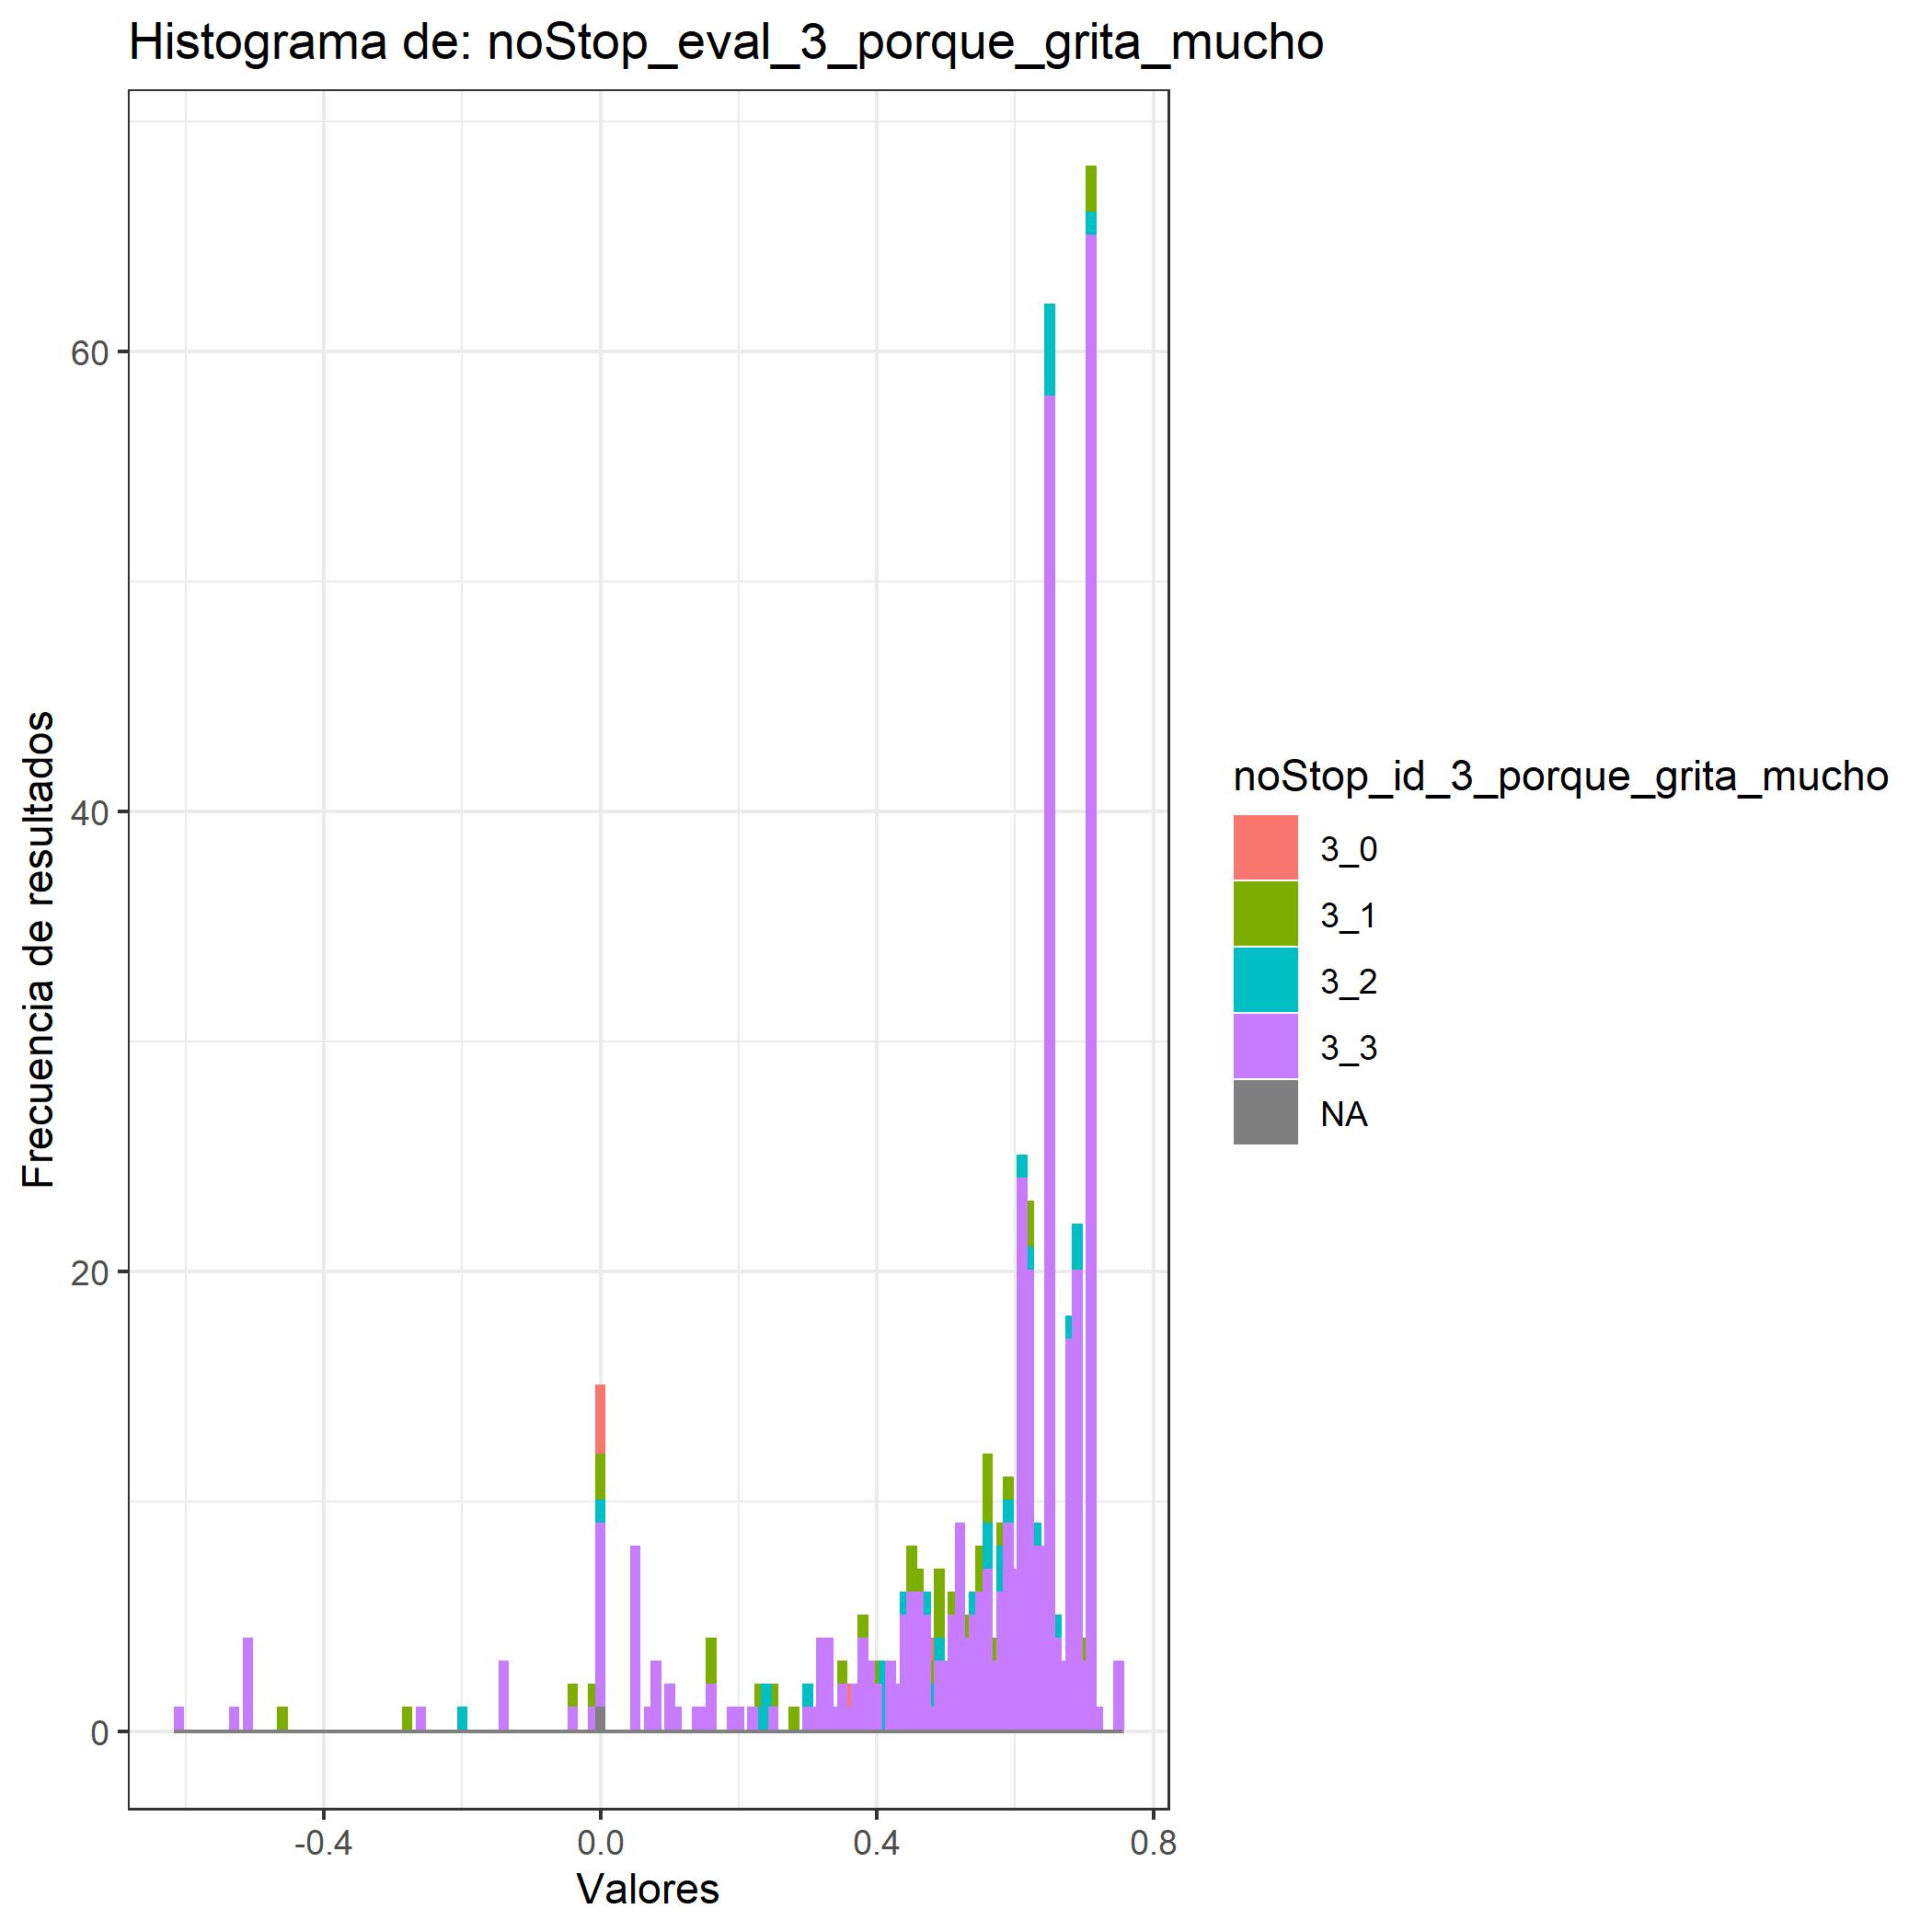 Histograma de: noStop_eval_3_porque_grita_mucho
Frecuencia de resultados
60
40
20
0
-0.4
0.0
0.4
0.8
Valores
noStop_id_3_porque_grita_mucho
3_0
3_1
3_2
3_3
NA